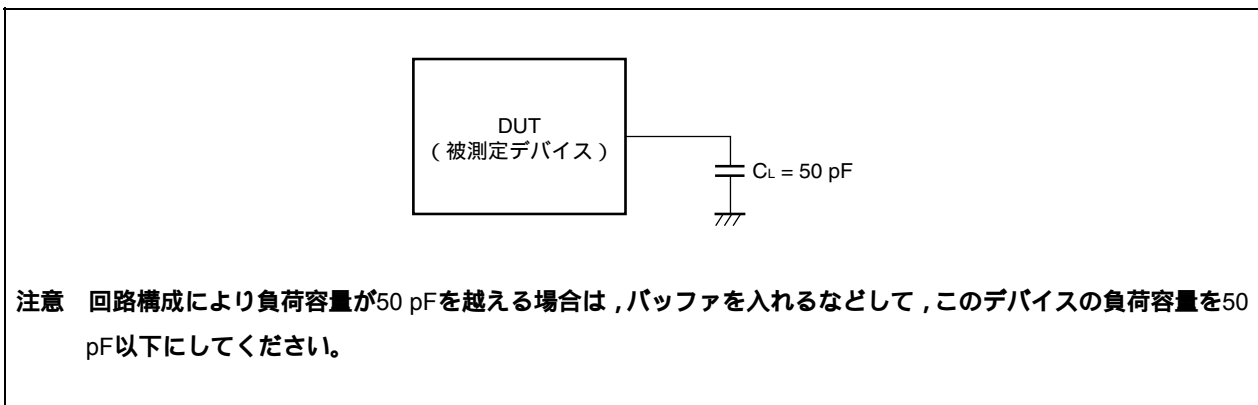 DUT
(被測定デバイス)
CL = 50 pF
注意 回路構成により負荷容量が50 pFを越える場合は,バッファを入れるなどして,このデバイスの負荷容量を50
pF以下にしてください。